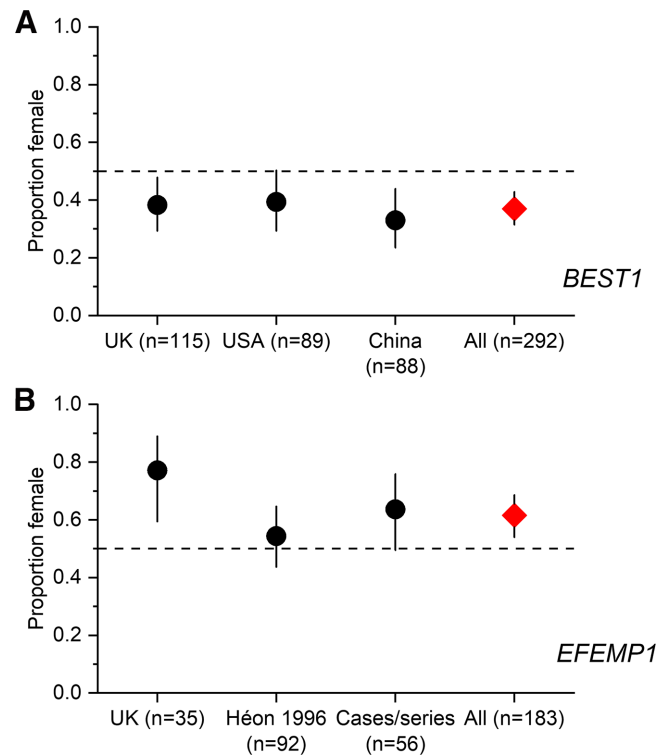 A
1.0
0.8
0.6
0.4
0.2
0.0
Proportion female
BEST1
UK (n=115) USA (n=89) China All (n=292)
(n=88)
B
1.0
0.8
0.6
0.4
0.2
0.0
Proportion female
EFEMP1
UK (n=35) Héon 1996 Cases/series All (n=183)
(n=92) (n=56)